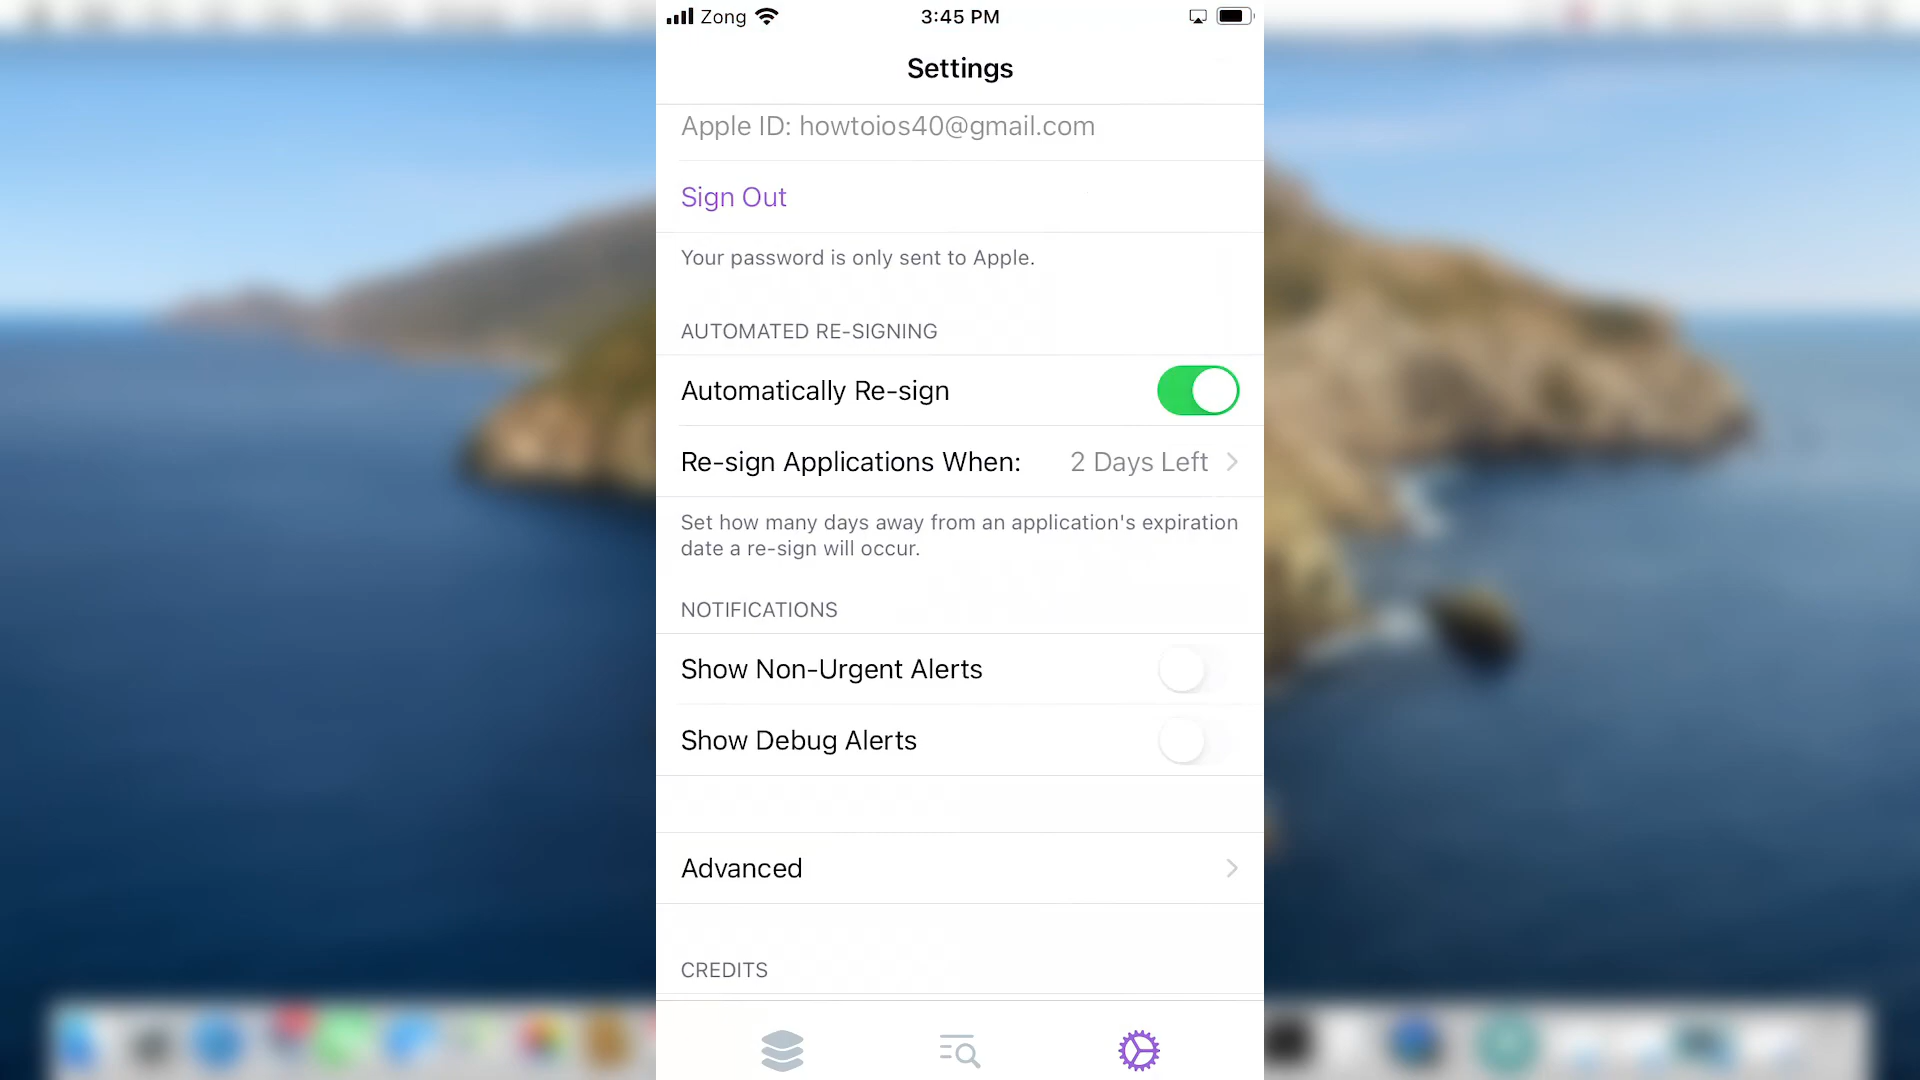 Zong
3:45 PM
Settings
Apple ID: howtoios40@gmail.com
Sign Out
Your password is only sent to Apple.
AUTOMATED RE-SIGNING
Automatically Re-sign
Re-sign Applications When: 2 Days Left
Set how many days away from an application's expiration
date a re-sign will occur.
NOTIFICATIONS
Show Non-Urgent Alerts
Show Debug Alerts
Advanced
CREDITS